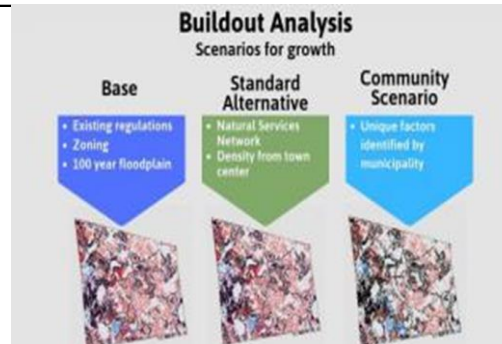 Buildout Analysis
Scenarios for growth
Base
• Existing regulations
• Zoning
• 100 year floodplain
Standard
Alternative
• Natural Services
Network
• Density from town
center
Community
Scenario
• Unique factors
identified by
municipality